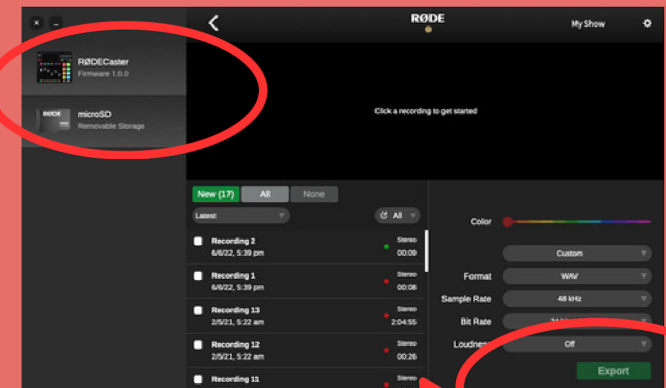 RØDE
My Show
RØDECaster
Firmware 1.0.0
RØDE
microSD
Removable Storage
Click a recording to get started
New (17) All None
Latest All
Recording 2 Stereo
6/6/22, 5:39 pm 00:09
Recording 1 Stereo
6/6/22, 5:39 pm 00:08
Recording 13 Stereo
2/5/21, 5:22 am 2:04:55
Recording 12 Stereo
2/5/21, 5:22 am 00:26
Recording 11 Stereo
Color
Custom
Format WAV
Sample Rate 48 kHz
Bit Rate
Loudness Off
Export